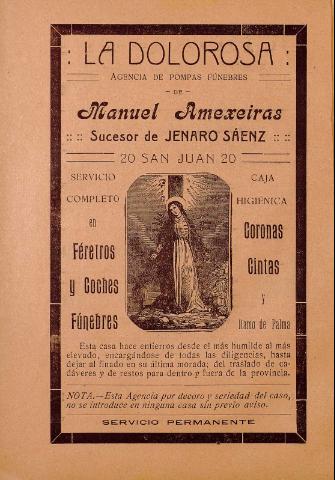 : LA DOLOROSA :
AGENCIA DE POMPAS FÚNEBRES
– DE –
Manuel Amexeiras
:: :: Sucesor de JENARO SÁENZ :: ::
20 SAN JUAN 20
SERVICIO
COMPLETO
en
Féretros
y Coches
Fúnebres
CAJA
HIGIÉNICA
Coronas
Cintas
y
Ramo de Palma
Esta casa hace entierros desde el más humilde al más
elevado, encargándose de todas las diligencias, hasta
dejar al finado en su última morada; del traslado de ca-
dáveres y de restos para dentro y fuera de la provincia.
NOTA.—Esta Agencia por decoro y seriedad del caso,
no se introduce en ninguna casa sin previo aviso.
SERVICIO PERMANENTE